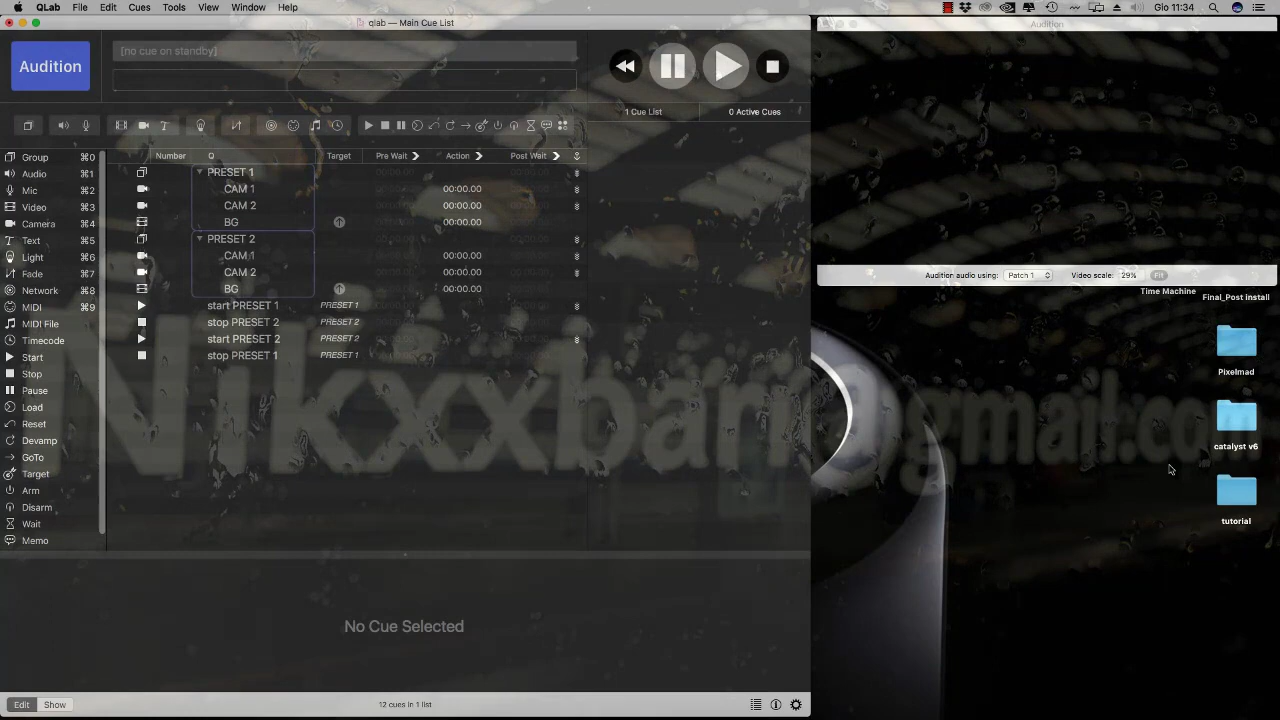 QLab File Edit Cues Tools View Window Help
Gio 11:34
qlab — Main Cue List
Audition
Audition
[no cue on standby]
1 Cue List
0 Active Cues
Number Q Target Pre Wait Action Post Wait
Group ⌘0
Audio ⌘1
Mic ⌘2
Video ⌘3
Camera ⌘4
Text ⌘5
Light ⌘6
Fade ⌘7
Network ⌘8
MIDI ⌘9
MIDI File
Timecode
Start
Stop
Pause
Load
Reset
Devamp
GoTo
Target
Arm
Disarm
Wait
Memo
PRESET 1
CAM 1 00:00.00
CAM 2 00:00.00
BG 00:00.00
PRESET 2
CAM 1 00:00.00
CAM 2 00:00.00
BG 00:00.00
start PRESET 1 PRESET 1
stop PRESET 2 PRESET 2
start PRESET 2 PRESET 2
stop PRESET 1 PRESET 1
Audition audio using: Patch 1 Video scale: 29% Fit
Time Machine
Final_Post install
Pixelmad
catalyst v6
tutorial
No Cue Selected
Edit Show
12 cues in 1 list